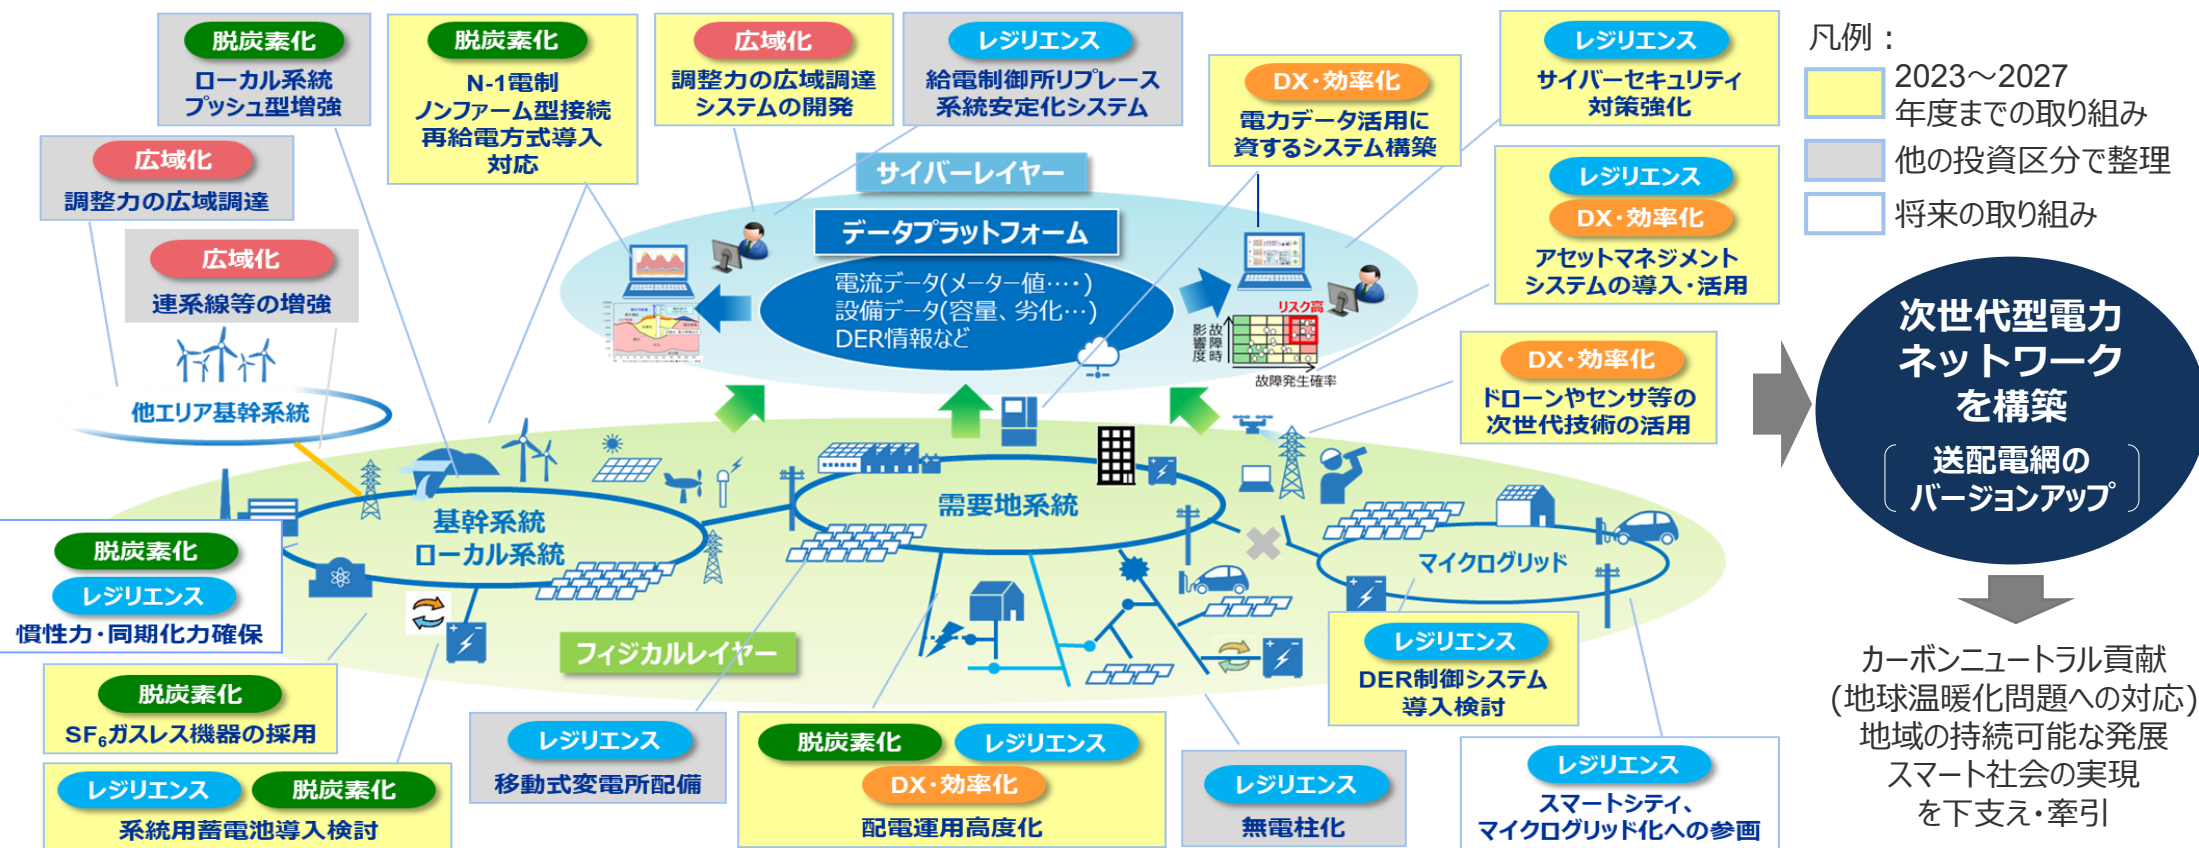 脱炭素化
ローカル系統
プッシュ型増強
脱炭素化
N-1電制
ノンファーム型接続
再給電方式導入
対応
広域化
調整力の広域調達
システムの開発
レジリエンス
給電制御所リプレース
系統安定化システム
DX・効率化
電力データ活用に
資するシステム構築
レジリエンス
サイバーセキュリティ
対策強化
凡例：
2023～2027
年度までの取り組み
他の投資区分で整理
将来の取り組み
広域化
調整力の広域調達
広域化
連系線等の増強
レジリエンス
DX・効率化
アセットマネジメント
システムの導入・活用
サイバーレイヤー
データプラットフォーム
電流データ(メーター値…・)
設備データ(容量、劣化…)
DER情報など
リスク高
故障時
影響度
故障発生確率
DX・効率化
ドローンやセンサ等の
次世代技術の活用
次世代型電力
ネットワーク
を構築
送配電網の
バージョンアップ
他エリア基幹系統
基幹系統
ローカル系統
需要地系統
マイクログリッド
フィジカルレイヤー
脱炭素化
レジリエンス
慣性力・同期化力確保
脱炭素化
SF₆ガスレス機器の採用
レジリエンス
脱炭素化
系統用蓄電池導入検討
レジリエンス
移動式変電所配備
脱炭素化
レジリエンス
DX・効率化
配電運用高度化
レジリエンス
無電柱化
レジリエンス
DER制御システム
導入検討
レジリエンス
スマートシティ、
マイクログリッド化への参画
カーボンニュートラル貢献
(地球温暖化問題への対応)
地域の持続可能な発展
スマート社会の実現
を下支え・牽引